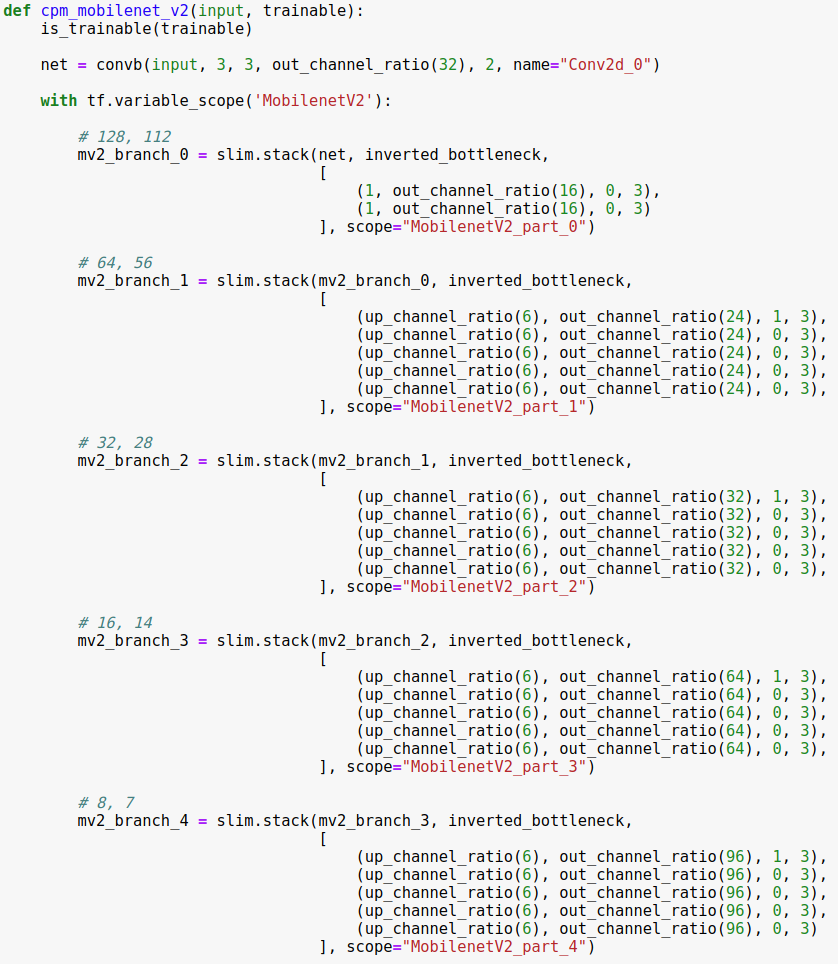 def cpm_mobilenet_v2(input, trainable):
    is_trainable(trainable)

    net = convb(input, 3, 3, out_channel_ratio(32), 2, name="Conv2d_0")

    with tf.variable_scope('MobilenetV2'):

        # 128, 112
        mv2_branch_0 = slim.stack(net, inverted_bottleneck,
                                  [
                                      (1, out_channel_ratio(16), 0, 3),
                                      (1, out_channel_ratio(16), 0, 3)
                                  ], scope="MobilenetV2_part_0")

        # 64, 56
        mv2_branch_1 = slim.stack(mv2_branch_0, inverted_bottleneck,
                                  [
                                      (up_channel_ratio(6), out_channel_ratio(24), 1, 3),
                                      (up_channel_ratio(6), out_channel_ratio(24), 0, 3),
                                      (up_channel_ratio(6), out_channel_ratio(24), 0, 3),
                                      (up_channel_ratio(6), out_channel_ratio(24), 0, 3),
                                      (up_channel_ratio(6), out_channel_ratio(24), 0, 3),
                                  ], scope="MobilenetV2_part_1")

        # 32, 28
        mv2_branch_2 = slim.stack(mv2_branch_1, inverted_bottleneck,
                                  [
                                      (up_channel_ratio(6), out_channel_ratio(32), 1, 3),
                                      (up_channel_ratio(6), out_channel_ratio(32), 0, 3),
                                      (up_channel_ratio(6), out_channel_ratio(32), 0, 3),
                                      (up_channel_ratio(6), out_channel_ratio(32), 0, 3),
                                      (up_channel_ratio(6), out_channel_ratio(32), 0, 3),
                                  ], scope="MobilenetV2_part_2")

        # 16, 14
        mv2_branch_3 = slim.stack(mv2_branch_2, inverted_bottleneck,
                                  [
                                      (up_channel_ratio(6), out_channel_ratio(64), 1, 3),
                                      (up_channel_ratio(6), out_channel_ratio(64), 0, 3),
                                      (up_channel_ratio(6), out_channel_ratio(64), 0, 3),
                                      (up_channel_ratio(6), out_channel_ratio(64), 0, 3),
                                      (up_channel_ratio(6), out_channel_ratio(64), 0, 3),
                                  ], scope="MobilenetV2_part_3")

        # 8, 7
        mv2_branch_4 = slim.stack(mv2_branch_3, inverted_bottleneck,
                                  [
                                      (up_channel_ratio(6), out_channel_ratio(96), 1, 3),
                                      (up_channel_ratio(6), out_channel_ratio(96), 0, 3),
                                      (up_channel_ratio(6), out_channel_ratio(96), 0, 3),
                                      (up_channel_ratio(6), out_channel_ratio(96), 0, 3),
                                      (up_channel_ratio(6), out_channel_ratio(96), 0, 3)
                                  ], scope="MobilenetV2_part_4")